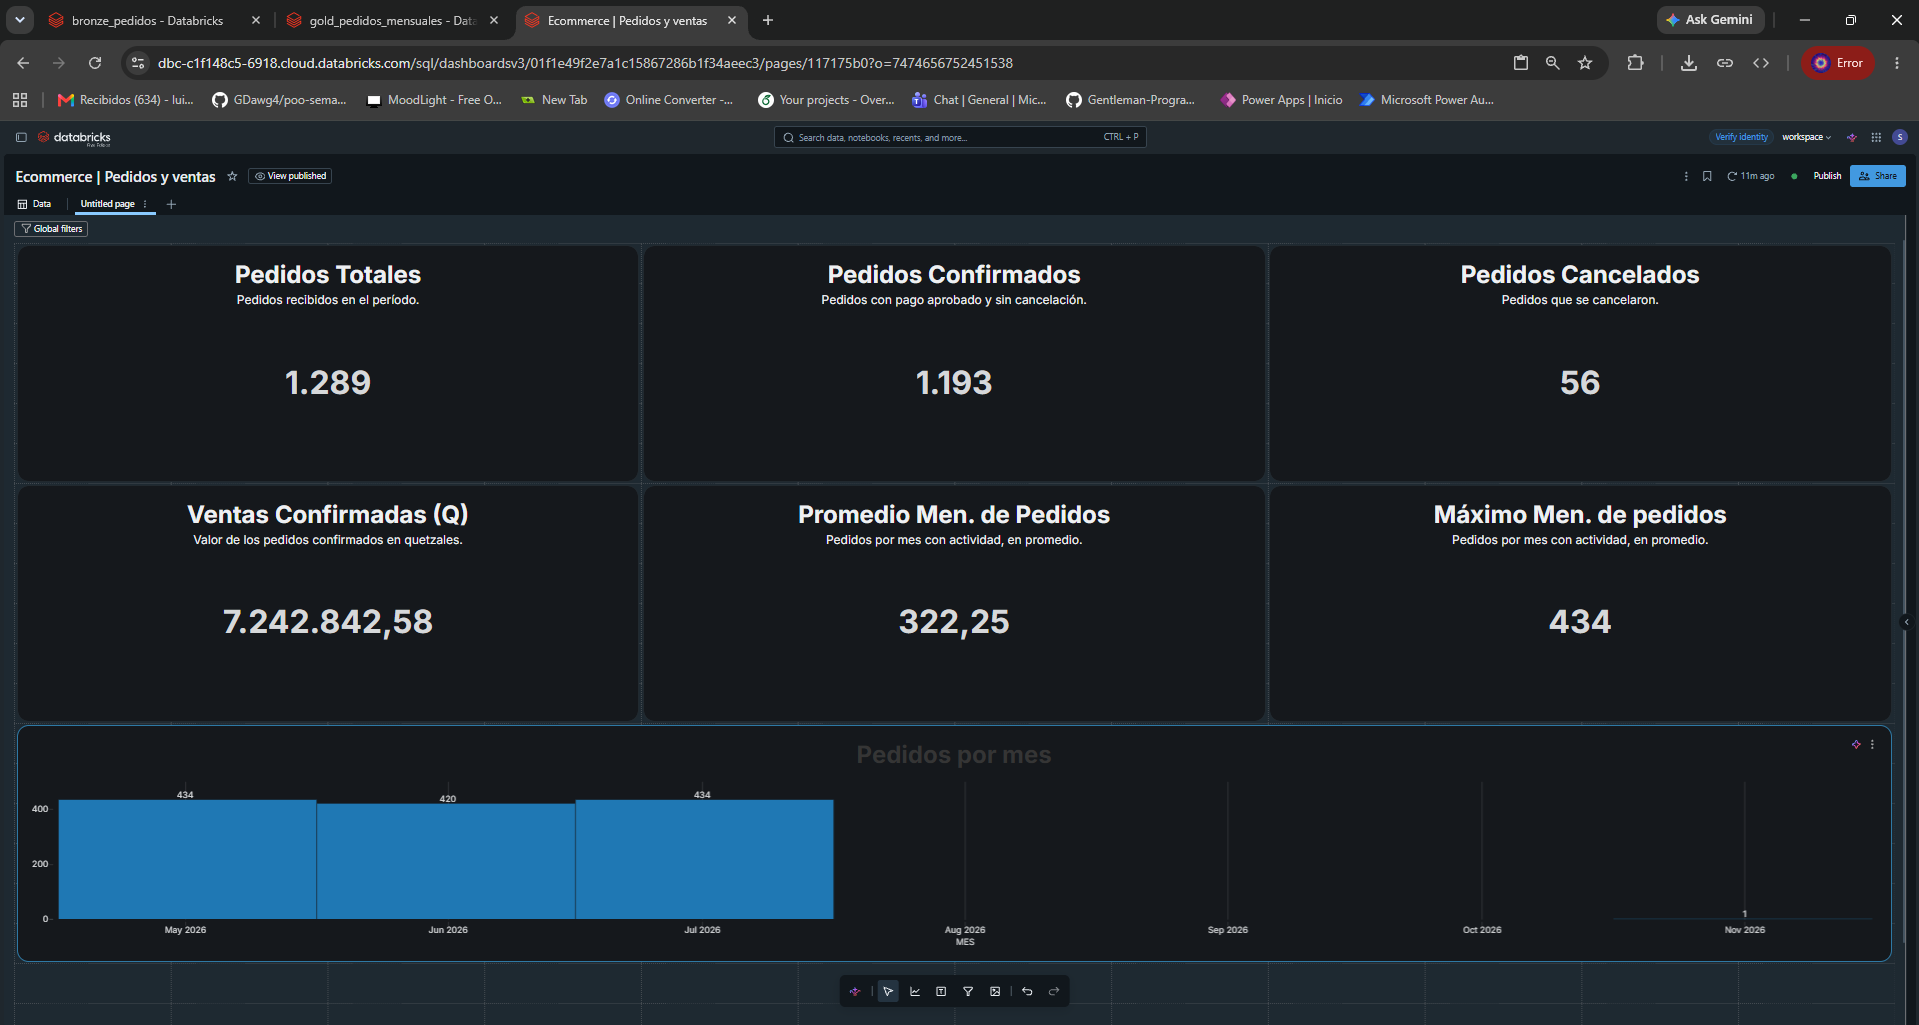 bronze_pedidos - Databricks
gold_pedidos_mensuales - Data
Ecommerce | Pedidos y ventas
Ask Gemini
dbc-c1f148c5-6918.cloud.databricks.com/sql/dashboardsv3/01f1e49f2e7a1c15867286b1f34aeec3/pages/117175b0?o=7474656752451538
Error
Recibidos (634) - lui...
GDawg4/poo-sema...
MoodLight - Free O...
New Tab
Online Converter -...
Your projects - Over...
Chat | General | Mic...
Gentleman-Progra...
Power Apps | Inicio
Microsoft Power Au...
databricks
Search data, notebooks, recents, and more...
CTRL + P
Verify identity
workspace
S
Ecommerce | Pedidos y ventas
View published
11m ago
Publish
Share
Data
Untitled page
Global filters
Pedidos Totales
Pedidos recibidos en el período.
1.289
Pedidos Confirmados
Pedidos con pago aprobado y sin cancelación.
1.193
Pedidos Cancelados
Pedidos que se cancelaron.
56
Ventas Confirmadas (Q)
Valor de los pedidos confirmados en quetzales.
7.242.842,58
Promedio Men. de Pedidos
Pedidos por mes con actividad, en promedio.
322,25
Máximo Men. de pedidos
Pedidos por mes con actividad, en promedio.
434
Pedidos por mes
434
420
434
1
400
200
0
May 2026
Jun 2026
Jul 2026
Aug 2026
Sep 2026
Oct 2026
Nov 2026
MES